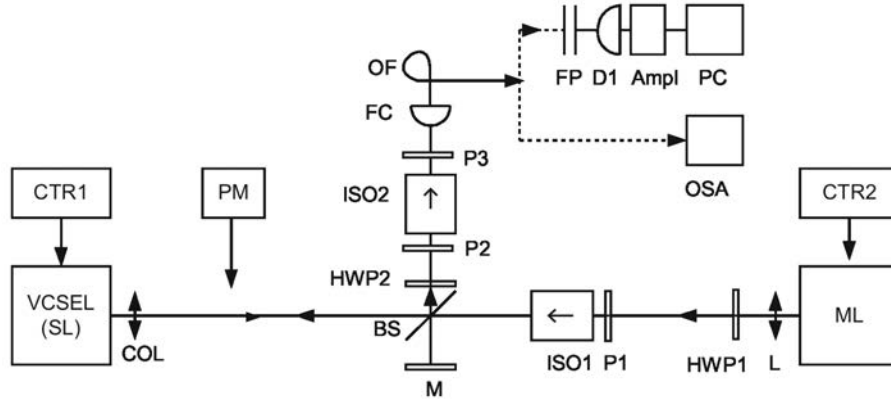 OF
FP D1 Ampl PC
FC
P3
OSA
CTR1
PM
ISO2
CTR2
P2
HWP2
VCSEL
(SL)
ML
BS
COL
ISO1 P1
HWP1 L
M